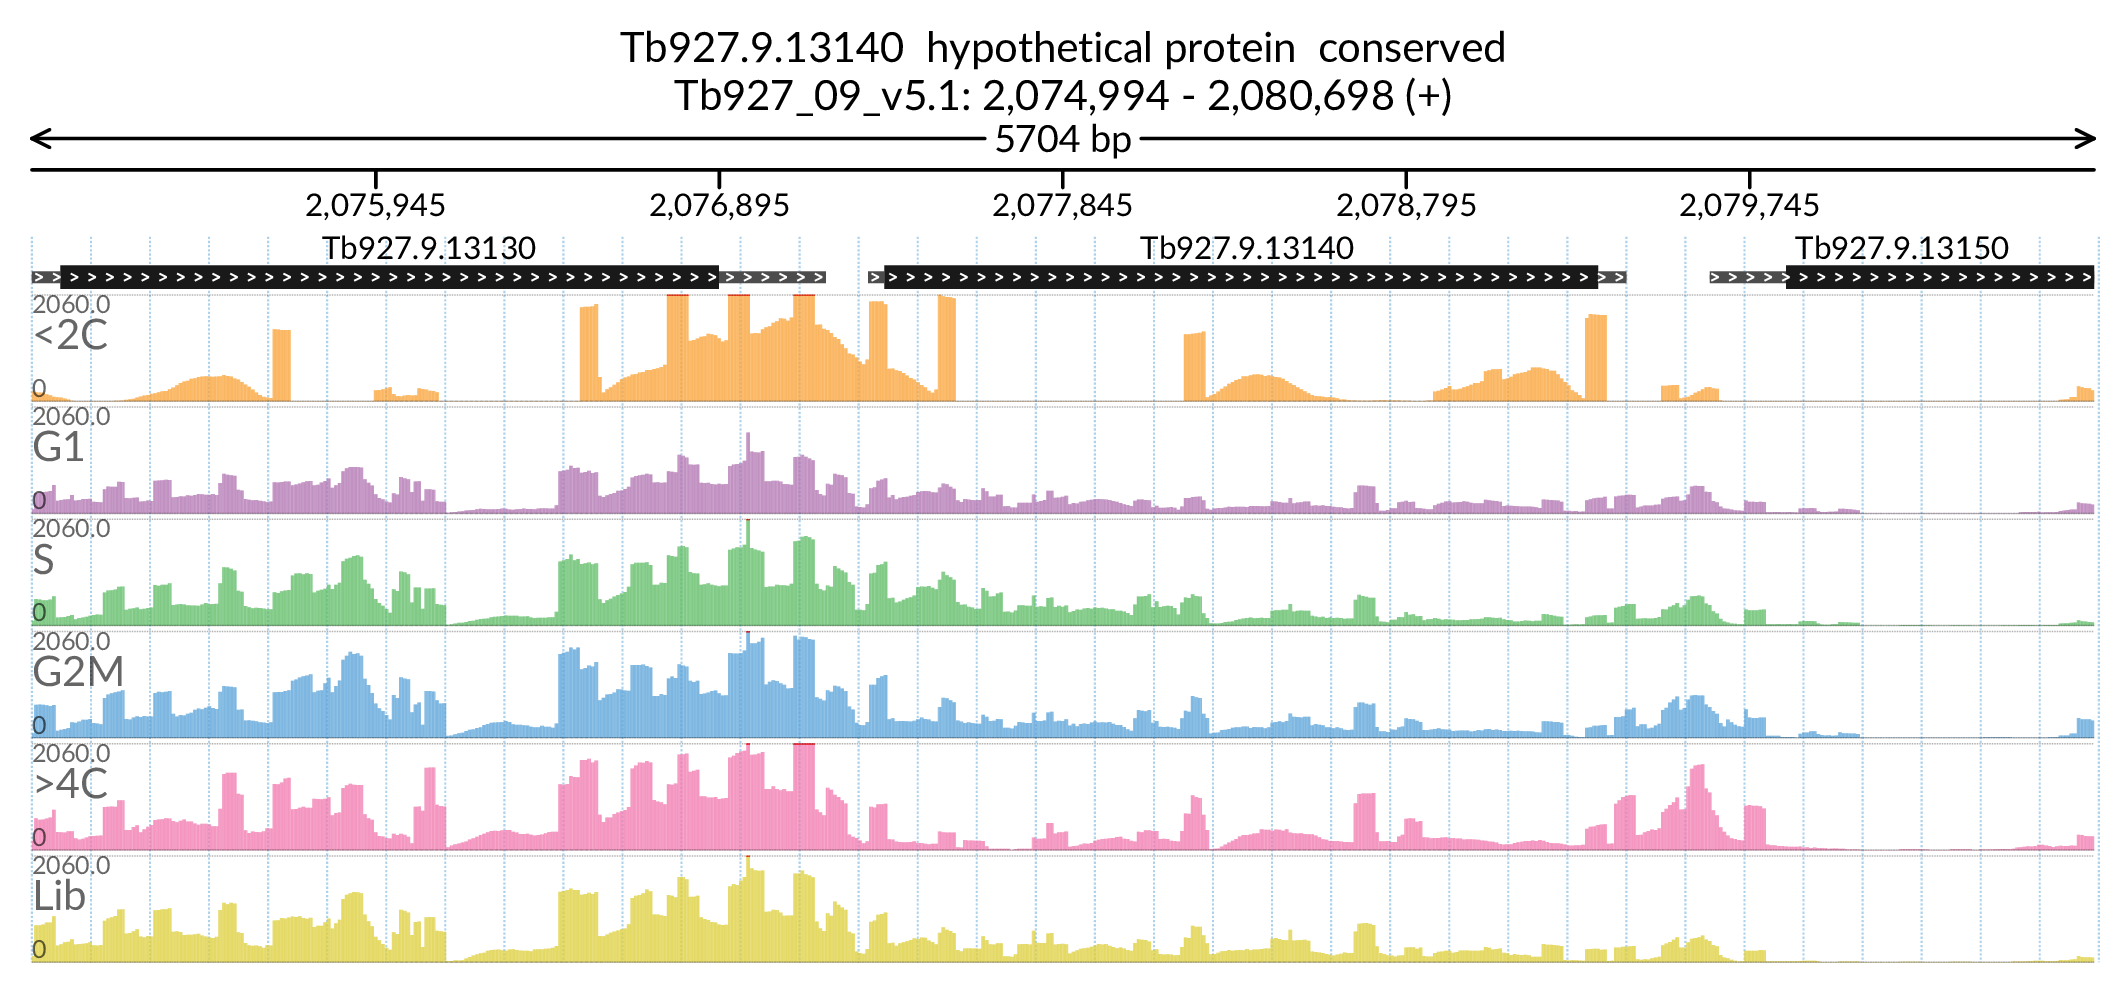 Tb927.9.13140 hypothetical protein conserved
Tb927_09_v5.1: 2,074,994 - 2,080,698 (+)
5704 bp
2,075,945 2,076,895 2,077,845 2,078,795 2,079,745
Tb927.9.13130 Tb927.9.13140 Tb927.9.13150
2060.0
<2C
0
2060.0
G1
0
2060.0
S
0
2060.0
G2M
0
2060.0
>4C
0
2060.0
Lib
0